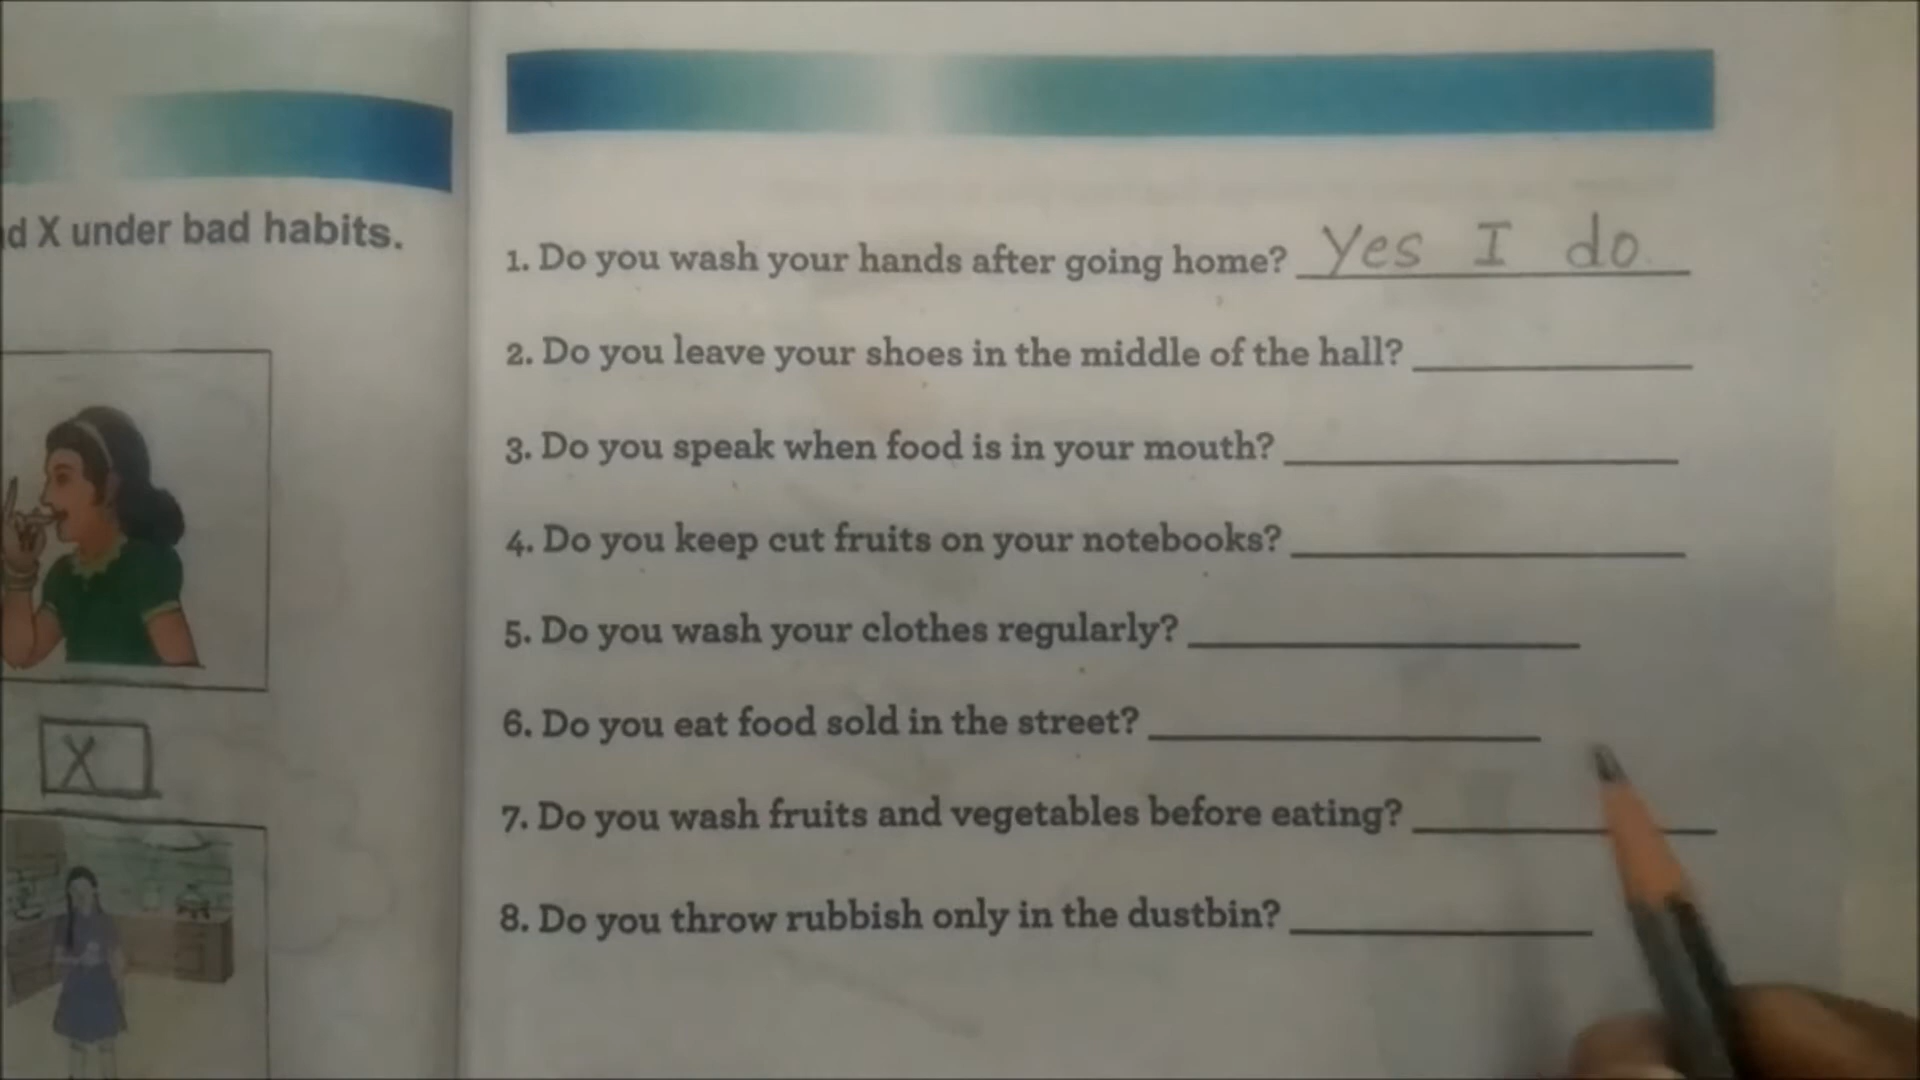 d X under bad habits.
X
1. Do you wash your hands after going home? Yes I do
2. Do you leave your shoes in the middle of the hall?
3. Do you speak when food is in your mouth?
4. Do you keep cut fruits on your notebooks?
5. Do you wash your clothes regularly?
6. Do you eat food sold in the street?
7. Do you wash fruits and vegetables before eating?
8. Do you throw rubbish only in the dustbin?